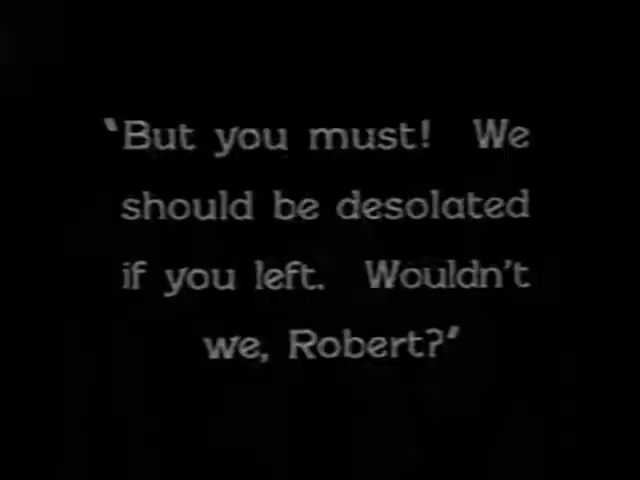 "But you must!  We
should be desolated
if you left.  Wouldn't
we, Robert?"